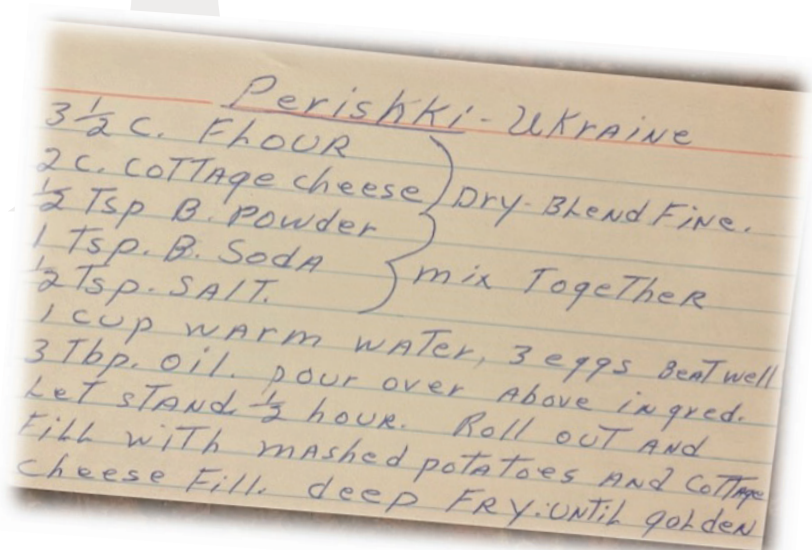 Perishki - UKRAINE
3 1/2 C. FLOUR
2 C. COTTAge cheese Dry-BLend Fine.
1/2 Tsp B. Powder
1 Tsp. B. SodA
1/2 Tsp. SALT. mix TogeTheR
1 cup wARm wATer, 3 eggs BeAT well
3 Tbp. oil. pour over Above ingred.
LeT sTAnd 1/2 houR. Roll ouT AND
Fill wiTh mAshed potAToes And CoTTAge
cheese Fill. deep FRy. until golden